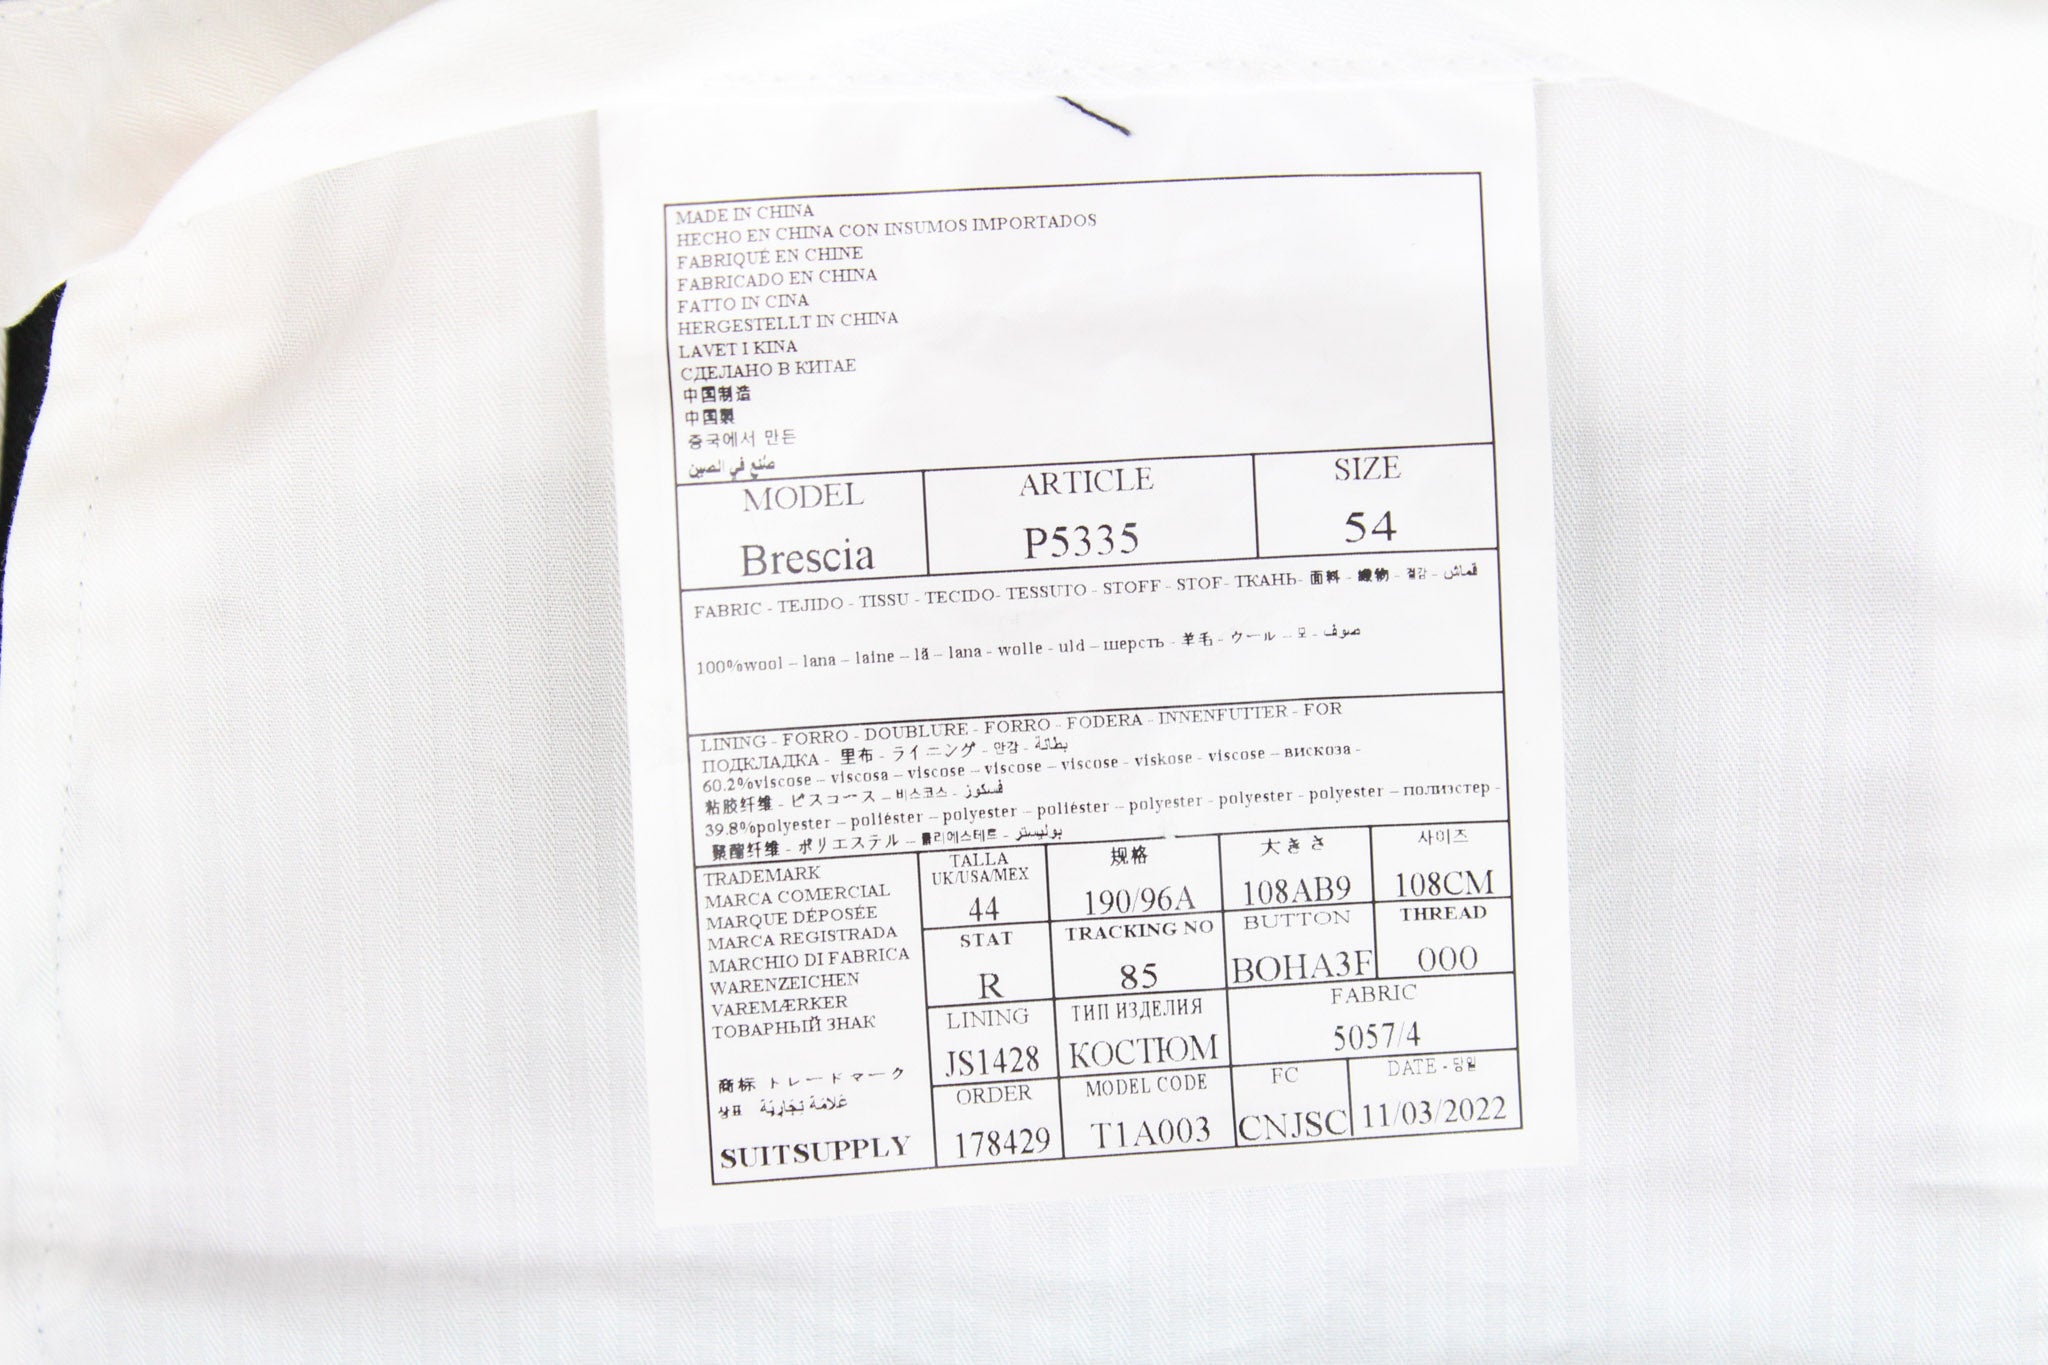 MADE IN CHINA
HECHO EN CHINA CON INSUMOS IMPORTADOS
FABRIQUÉ EN CHINE
FABRICADO EN CHINA
FATTO IN CINA
HERGESTELLT IN CHINA
LAVET I KINA
СДЕЛАНО В КИТАЕ
中国制造
中国製
중국에서 만든
صُنع في الصين
MODEL
Brescia
ARTICLE
P5335
SIZE
54
FABRIC - TEJIDO - TISSU - TECIDO- TESSUTO - STOFF - STOF- ТКАНЬ- 面料 - 織物 - 겉감 - قماش
100%wool – lana – laine – lã – lana - wolle - uld – шерсть - 羊毛 - ウール - 모 - صوف
LINING - FORRO - DOUBLURE - FORRO - FODERA - INNENFUTTER - FOR
ПОДКЛАДКА - 里布 - ライニング - 안감 - بطانة
60.2%viscose – viscosa – viscose – viscose – viscose - viskose - viscose – вискоза -
粘胶纤维 - ビスコース – 비스코스 - فسكوز
39.8%polyester – poliéster – polyester – polyester - polyester - polyester – полиэстер -
聚酯纤维 - ポリエステル – 폴리에스테르 - بوليستر
TRADEMARK
MARCA COMERCIAL
MARQUE DÉPOSÉE
MARCA REGISTRADA
MARCHIO DI FABRICA
WARENZEICHEN
VAREMÆRKER
ТОВАРНЫЙ ЗНАК
商标 トレードマーク
상표 عَلامَة تِجَارِيَة
SUITSUPPLY
TALLA
UK/USA/MEX
44
规格
190/96A
大きさ
108AB9
사이즈
108CM
STAT
R
TRACKING NO
85
BUTTON
BOHA3F
THREAD
000
LINING
JS1428
ТИП ИЗДЕЛИЯ
КОСТЮМ
FABRIC
5057/4
ORDER
178429
MODEL CODE
T1A003
FC
CNJSC
DATE - 당일
11/03/2022